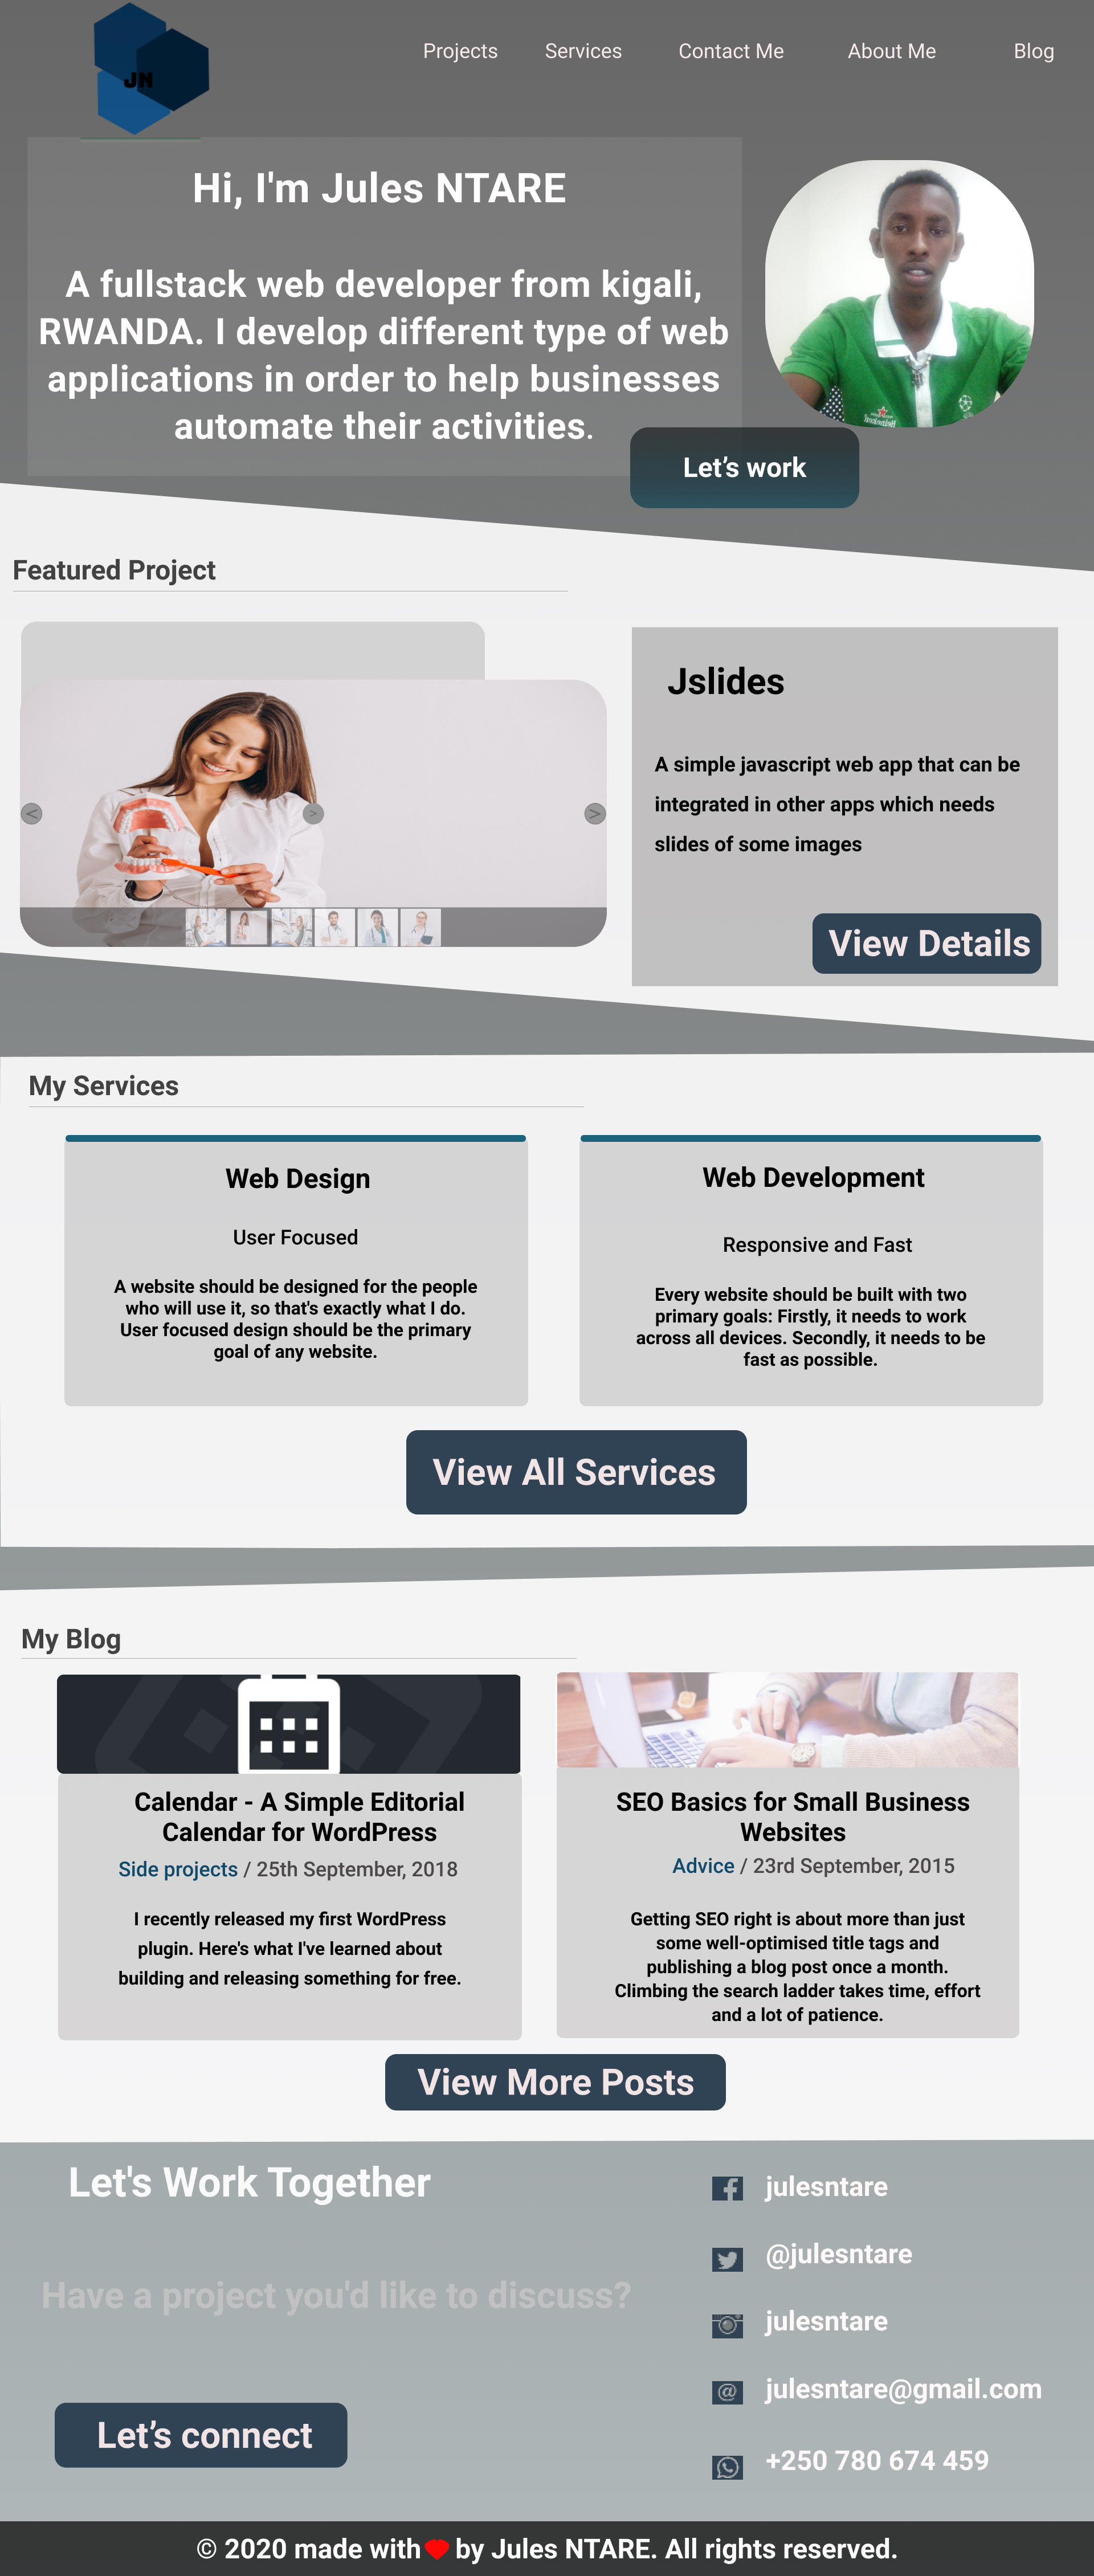 JN
Projects
Services
Contact Me
About Me
Blog
Hi, I'm Jules NTARE
A fullstack web developer from kigali,
RWANDA. I develop different type of web
applications in order to help businesses
automate their activities.
Let’s work
Featured Project
<
>
>
Jslides
A simple javascript web app that can be
integrated in other apps which needs
slides of some images
View Details
My Services
Web Design
User Focused
A website should be designed for the people
who will use it, so that's exactly what I do.
User focused design should be the primary
goal of any website.
Web Development
Responsive and Fast
Every website should be built with two
primary goals: Firstly, it needs to work
across all devices. Secondly, it needs to be
fast as possible.
View All Services
My Blog
Calendar - A Simple Editorial
Calendar for WordPress
Side projects / 25th September, 2018
I recently released my first WordPress
plugin. Here's what I've learned about
building and releasing something for free.
SEO Basics for Small Business
Websites
Advice / 23rd September, 2015
Getting SEO right is about more than just
some well-optimised title tags and
publishing a blog post once a month.
Climbing the search ladder takes time, effort
and a lot of patience.
View More Posts
Let's Work Together
Have a project you'd like to discuss?
Let’s connect
julesntare
@julesntare
julesntare
@ julesntare@gmail.com
+250 780 674 459
© 2020 made with ❤ by Jules NTARE. All rights reserved.